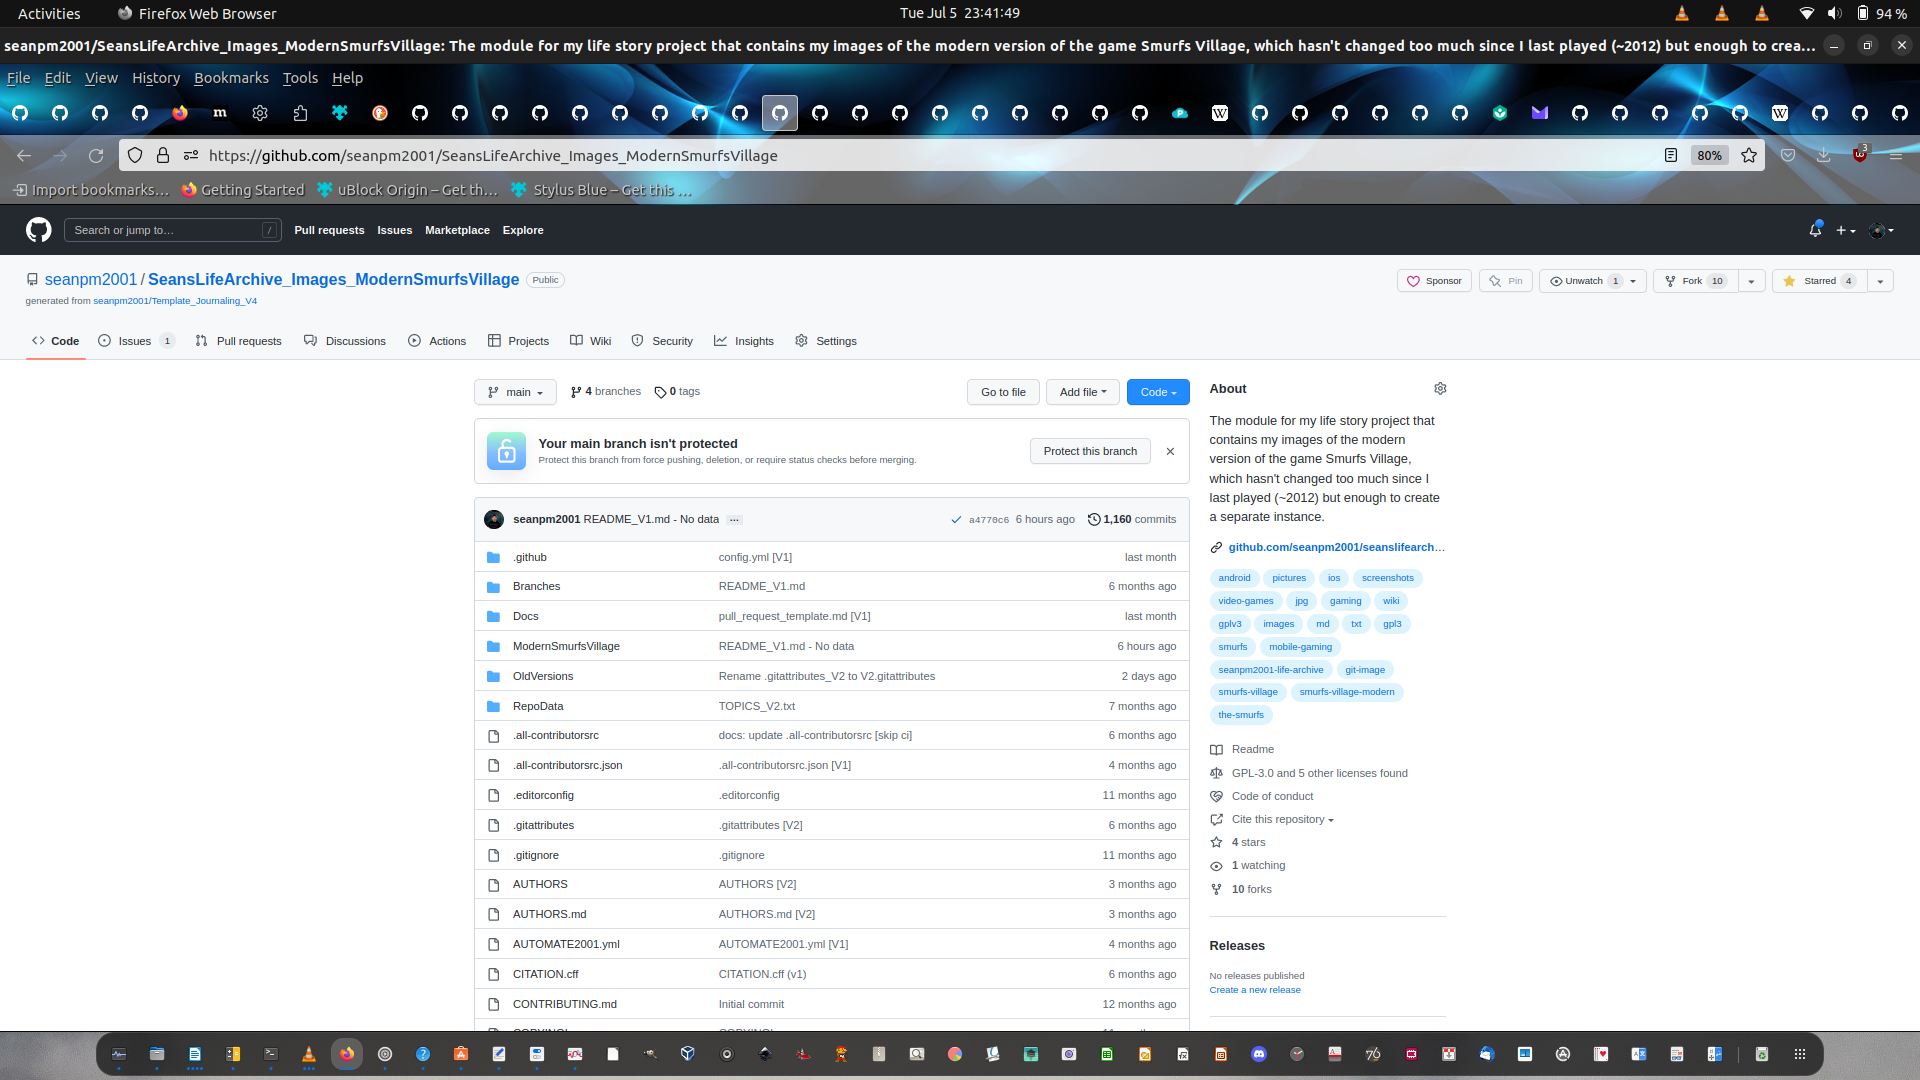 Activities
Firefox Web Browser
Tue Jul 5 23:41:49
94 %
seanpm2001/SeansLifeArchive_Images_ModernSmurfsVillage: The module for my life story project that contains my images of the modern version of the game Smurfs Village, which hasn't changed too much since I last played (~2012) but enough to crea…
File Edit View History Bookmarks Tools Help
https://github.com/seanpm2001/SeansLifeArchive_Images_ModernSmurfsVillage
80%
3
Import bookmarks…
Getting Started
uBlock Origin – Get th…
Stylus Blue – Get this …
Search or jump to…
/
Pull requests
Issues
Marketplace
Explore
seanpm2001 / SeansLifeArchive_Images_ModernSmurfsVillage
Public
Sponsor
Pin
Unwatch 1
Fork 10
Starred 4
generated from seanpm2001/Template_Journaling_V4
Code
Issues 1
Pull requests
Discussions
Actions
Projects
Wiki
Security
Insights
Settings
main
4 branches
0 tags
Go to file
Add file
Code
Your main branch isn't protected
Protect this branch from force pushing, deletion, or require status checks before merging.
Protect this branch
seanpm2001 README_V1.md - No data
a4770c6 6 hours ago
1,160 commits
.github config.yml [V1] last month
Branches README_V1.md 6 months ago
Docs pull_request_template.md [V1] last month
ModernSmurfsVillage README_V1.md - No data 6 hours ago
OldVersions Rename .gitattributes_V2 to V2.gitattributes 2 days ago
RepoData TOPICS_V2.txt 7 months ago
.all-contributorsrc docs: update .all-contributorsrc [skip ci] 6 months ago
.all-contributorsrc.json .all-contributorsrc.json [V1] 4 months ago
.editorconfig .editorconfig 11 months ago
.gitattributes .gitattributes [V2] 6 months ago
.gitignore .gitignore 11 months ago
AUTHORS AUTHORS [V2] 3 months ago
AUTHORS.md AUTHORS.md [V2] 3 months ago
AUTOMATE2001.yml AUTOMATE2001.yml [V1] 4 months ago
CITATION.cff CITATION.cff (v1) 6 months ago
CONTRIBUTING.md Initial commit 12 months ago
About
The module for my life story project that
contains my images of the modern
version of the game Smurfs Village,
which hasn't changed too much since I
last played (~2012) but enough to create
a separate instance.
github.com/seanpm2001/seanslifearch…
android pictures ios screenshots
video-games jpg gaming wiki
gplv3 images md txt gpl3
smurfs mobile-gaming
seanpm2001-life-archive git-image
smurfs-village smurfs-village-modern
the-smurfs
Readme
GPL-3.0 and 5 other licenses found
Code of conduct
Cite this repository
4 stars
1 watching
10 forks
Releases
No releases published
Create a new release